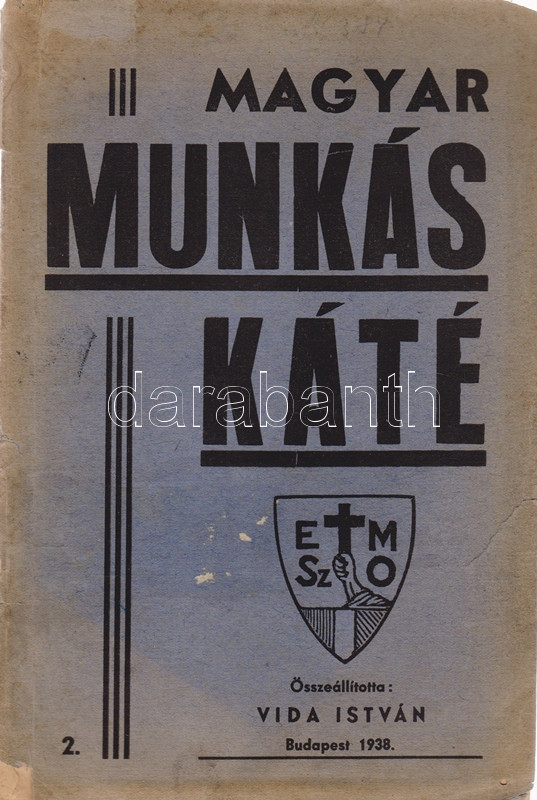 MAGYAR
MUNKÁS
KÁTÉ
darabanth
E M
Sz O
Összeállította:
VIDA ISTVÁN
2.
Budapest 1938.